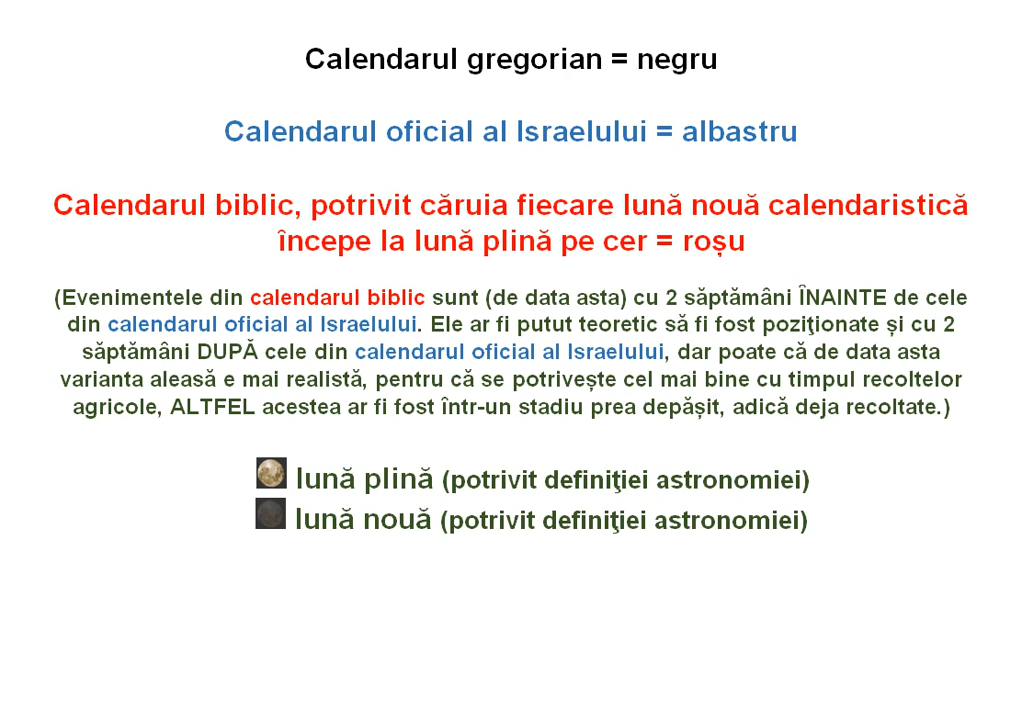 Calendarul gregorian = negru
Calendarul oficial al Israelului = albastru
Calendarul biblic, potrivit căruia fiecare lună nouă calendaristică
începe la lună plină pe cer = roșu
(Evenimentele din calendarul biblic sunt (de data asta) cu 2 săptămâni ÎNAINTE de cele
din calendarul oficial al Israelului. Ele ar fi putut teoretic să fi fost poziţionate și cu 2
săptămâni DUPĂ cele din calendarul oficial al Israelului, dar poate că de data asta
varianta aleasă e mai realistă, pentru că se potrivește cel mai bine cu timpul recoltelor
agricole, ALTFEL acestea ar fi fost într-un stadiu prea depășit, adică deja recoltate.)
lună plină (potrivit definiţiei astronomiei)
lună nouă (potrivit definiţiei astronomiei)